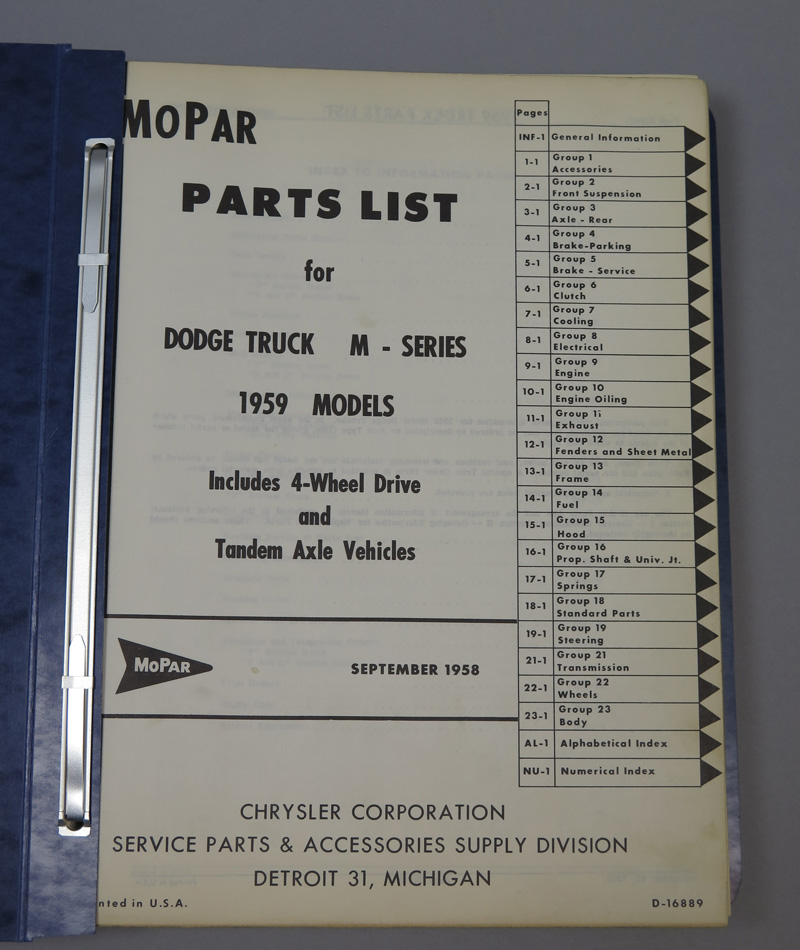 MOPAR
PARTS LIST
for
DODGE TRUCK M - SERIES
1959 MODELS
Includes 4-Wheel Drive
and
Tandem Axle Vehicles
MOPAR
SEPTEMBER 1958
CHRYSLER CORPORATION
SERVICE PARTS & ACCESSORIES SUPPLY DIVISION
DETROIT 31, MICHIGAN
nted in U.S.A.
D-16889
Pages
INF-1 General Information
1-1 Group 1
Accessories
2-1 Group 2
Front Suspension
3-1 Group 3
Axle - Rear
4-1 Group 4
Brake-Parking
5-1 Group 5
Brake - Service
6-1 Group 6
Clutch
7-1 Group 7
Cooling
8-1 Group 8
Electrical
9-1 Group 9
Engine
10-1 Group 10
Engine Oiling
11-1 Group 11
Exhaust
12-1 Group 12
Fenders and Sheet Metal
13-1 Group 13
Frame
14-1 Group 14
Fuel
15-1 Group 15
Hood
16-1 Group 16
Prop. Shaft & Univ. Jt.
17-1 Group 17
Springs
18-1 Group 18
Standard Parts
19-1 Group 19
Steering
21-1 Group 21
Transmission
22-1 Group 22
Wheels
23-1 Group 23
Body
AL-1 Alphabetical Index
NU-1 Numerical Index